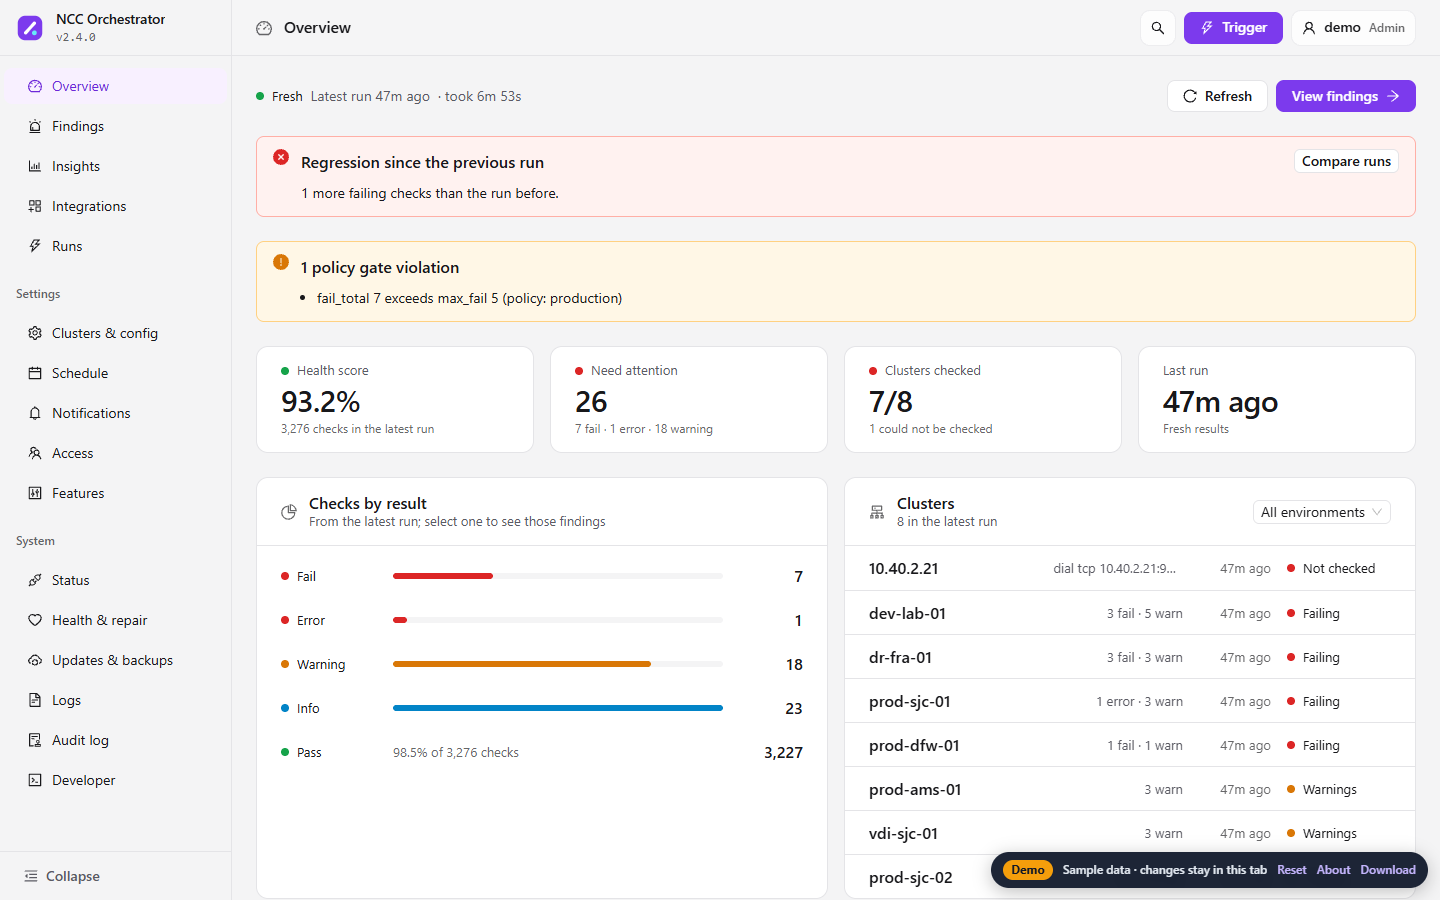 NCC Orchestrator
v2.4.0
Overview
Findings
Insights
Integrations
Runs
Settings
Clusters & config
Schedule
Notifications
Access
Features
System
Status
Health & repair
Updates & backups
Logs
Audit log
Developer
Collapse
Overview
Trigger
demo Admin
Fresh Latest run 47m ago · took 6m 53s
Refresh
View findings
Regression since the previous run
1 more failing checks than the run before.
Compare runs
1 policy gate violation
• fail_total 7 exceeds max_fail 5 (policy: production)
Health score
93.2%
3,276 checks in the latest run
Need attention
26
7 fail · 1 error · 18 warning
Clusters checked
7/8
1 could not be checked
Last run
47m ago
Fresh results
Checks by result
From the latest run; select one to see those findings
Fail 7
Error 1
Warning 18
Info 23
Pass 98.5% of 3,276 checks 3,227
Clusters
8 in the latest run
All environments
10.40.2.21 dial tcp 10.40.2.21:9... 47m ago Not checked
dev-lab-01 3 fail · 5 warn 47m ago Failing
dr-fra-01 3 fail · 3 warn 47m ago Failing
prod-sjc-01 1 error · 3 warn 47m ago Failing
prod-dfw-01 1 fail · 1 warn 47m ago Failing
prod-ams-01 3 warn 47m ago Warnings
vdi-sjc-01 3 warn 47m ago Warnings
prod-sjc-02
Demo Sample data · changes stay in this tab Reset About Download